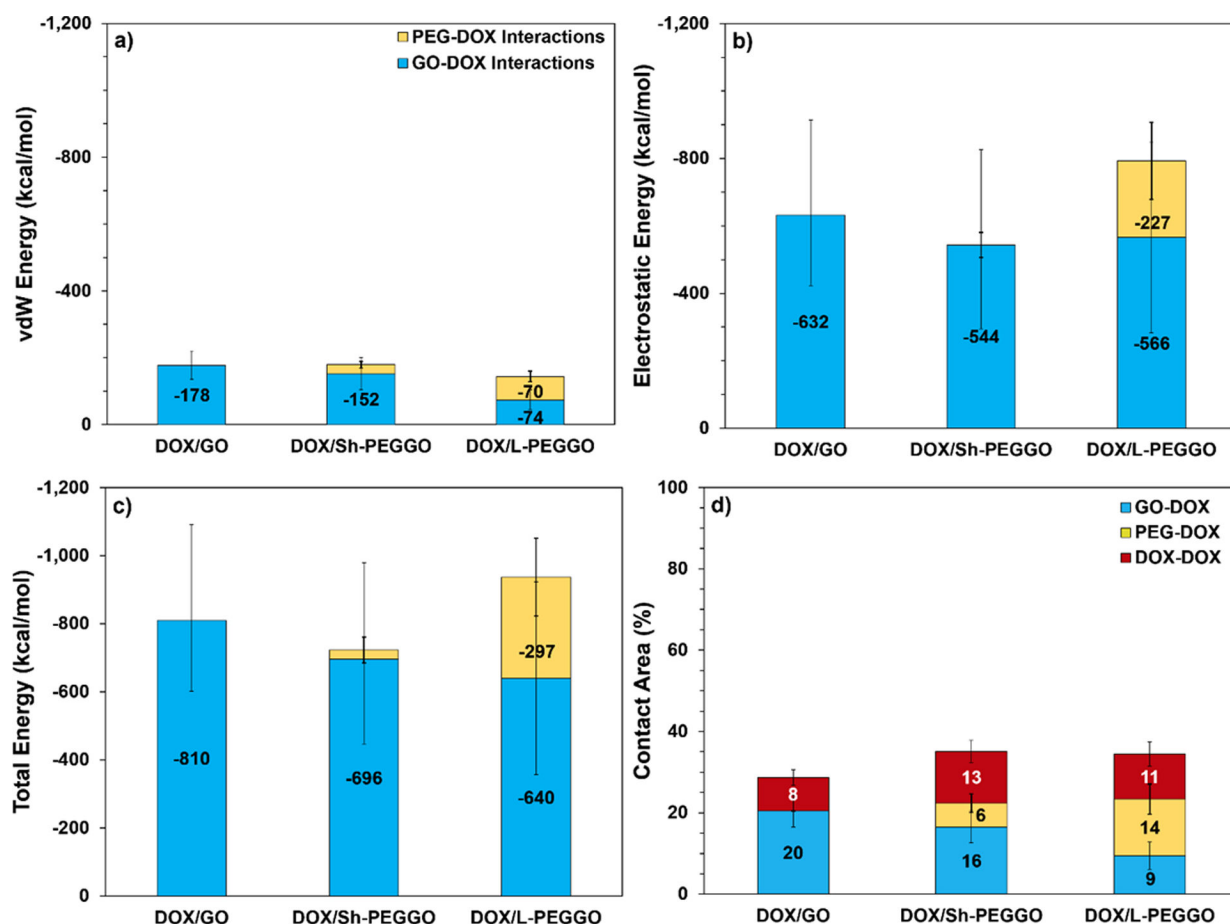 a)
PEG-DOX Interactions
GO-DOX Interactions
vdW Energy (kcal/mol)
-1,200
-800
-400
0
-178
-152
-70
-74
DOX/GO
DOX/Sh-PEGGO
DOX/L-PEGGO
b)
Electrostatic Energy (kcal/mol)
-1,200
-800
-400
0
-632
-544
-227
-566
DOX/GO
DOX/Sh-PEGGO
DOX/L-PEGGO
c)
Total Energy (kcal/mol)
-1,200
-1,000
-800
-600
-400
-200
0
-810
-696
-297
-640
DOX/GO
DOX/Sh-PEGGO
DOX/L-PEGGO
d)
GO-DOX
PEG-DOX
DOX-DOX
Contact Area (%)
100
80
60
40
20
0
8
20
13
6
16
11
14
9
DOX/GO
DOX/Sh-PEGGO
DOX/L-PEGGO